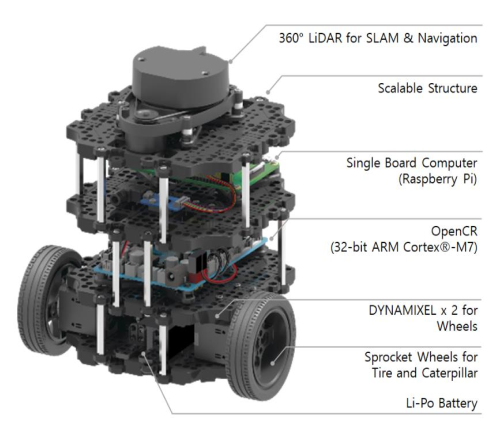 360° LiDAR for SLAM & Navigation
Scalable Structure
Single Board Computer
(Raspberry Pi)
OpenCR
(32-bit ARM Cortex®-M7)
DYNAMIXEL x 2 for
Wheels
Sprocket Wheels for
Tire and Caterpillar
Li-Po Battery